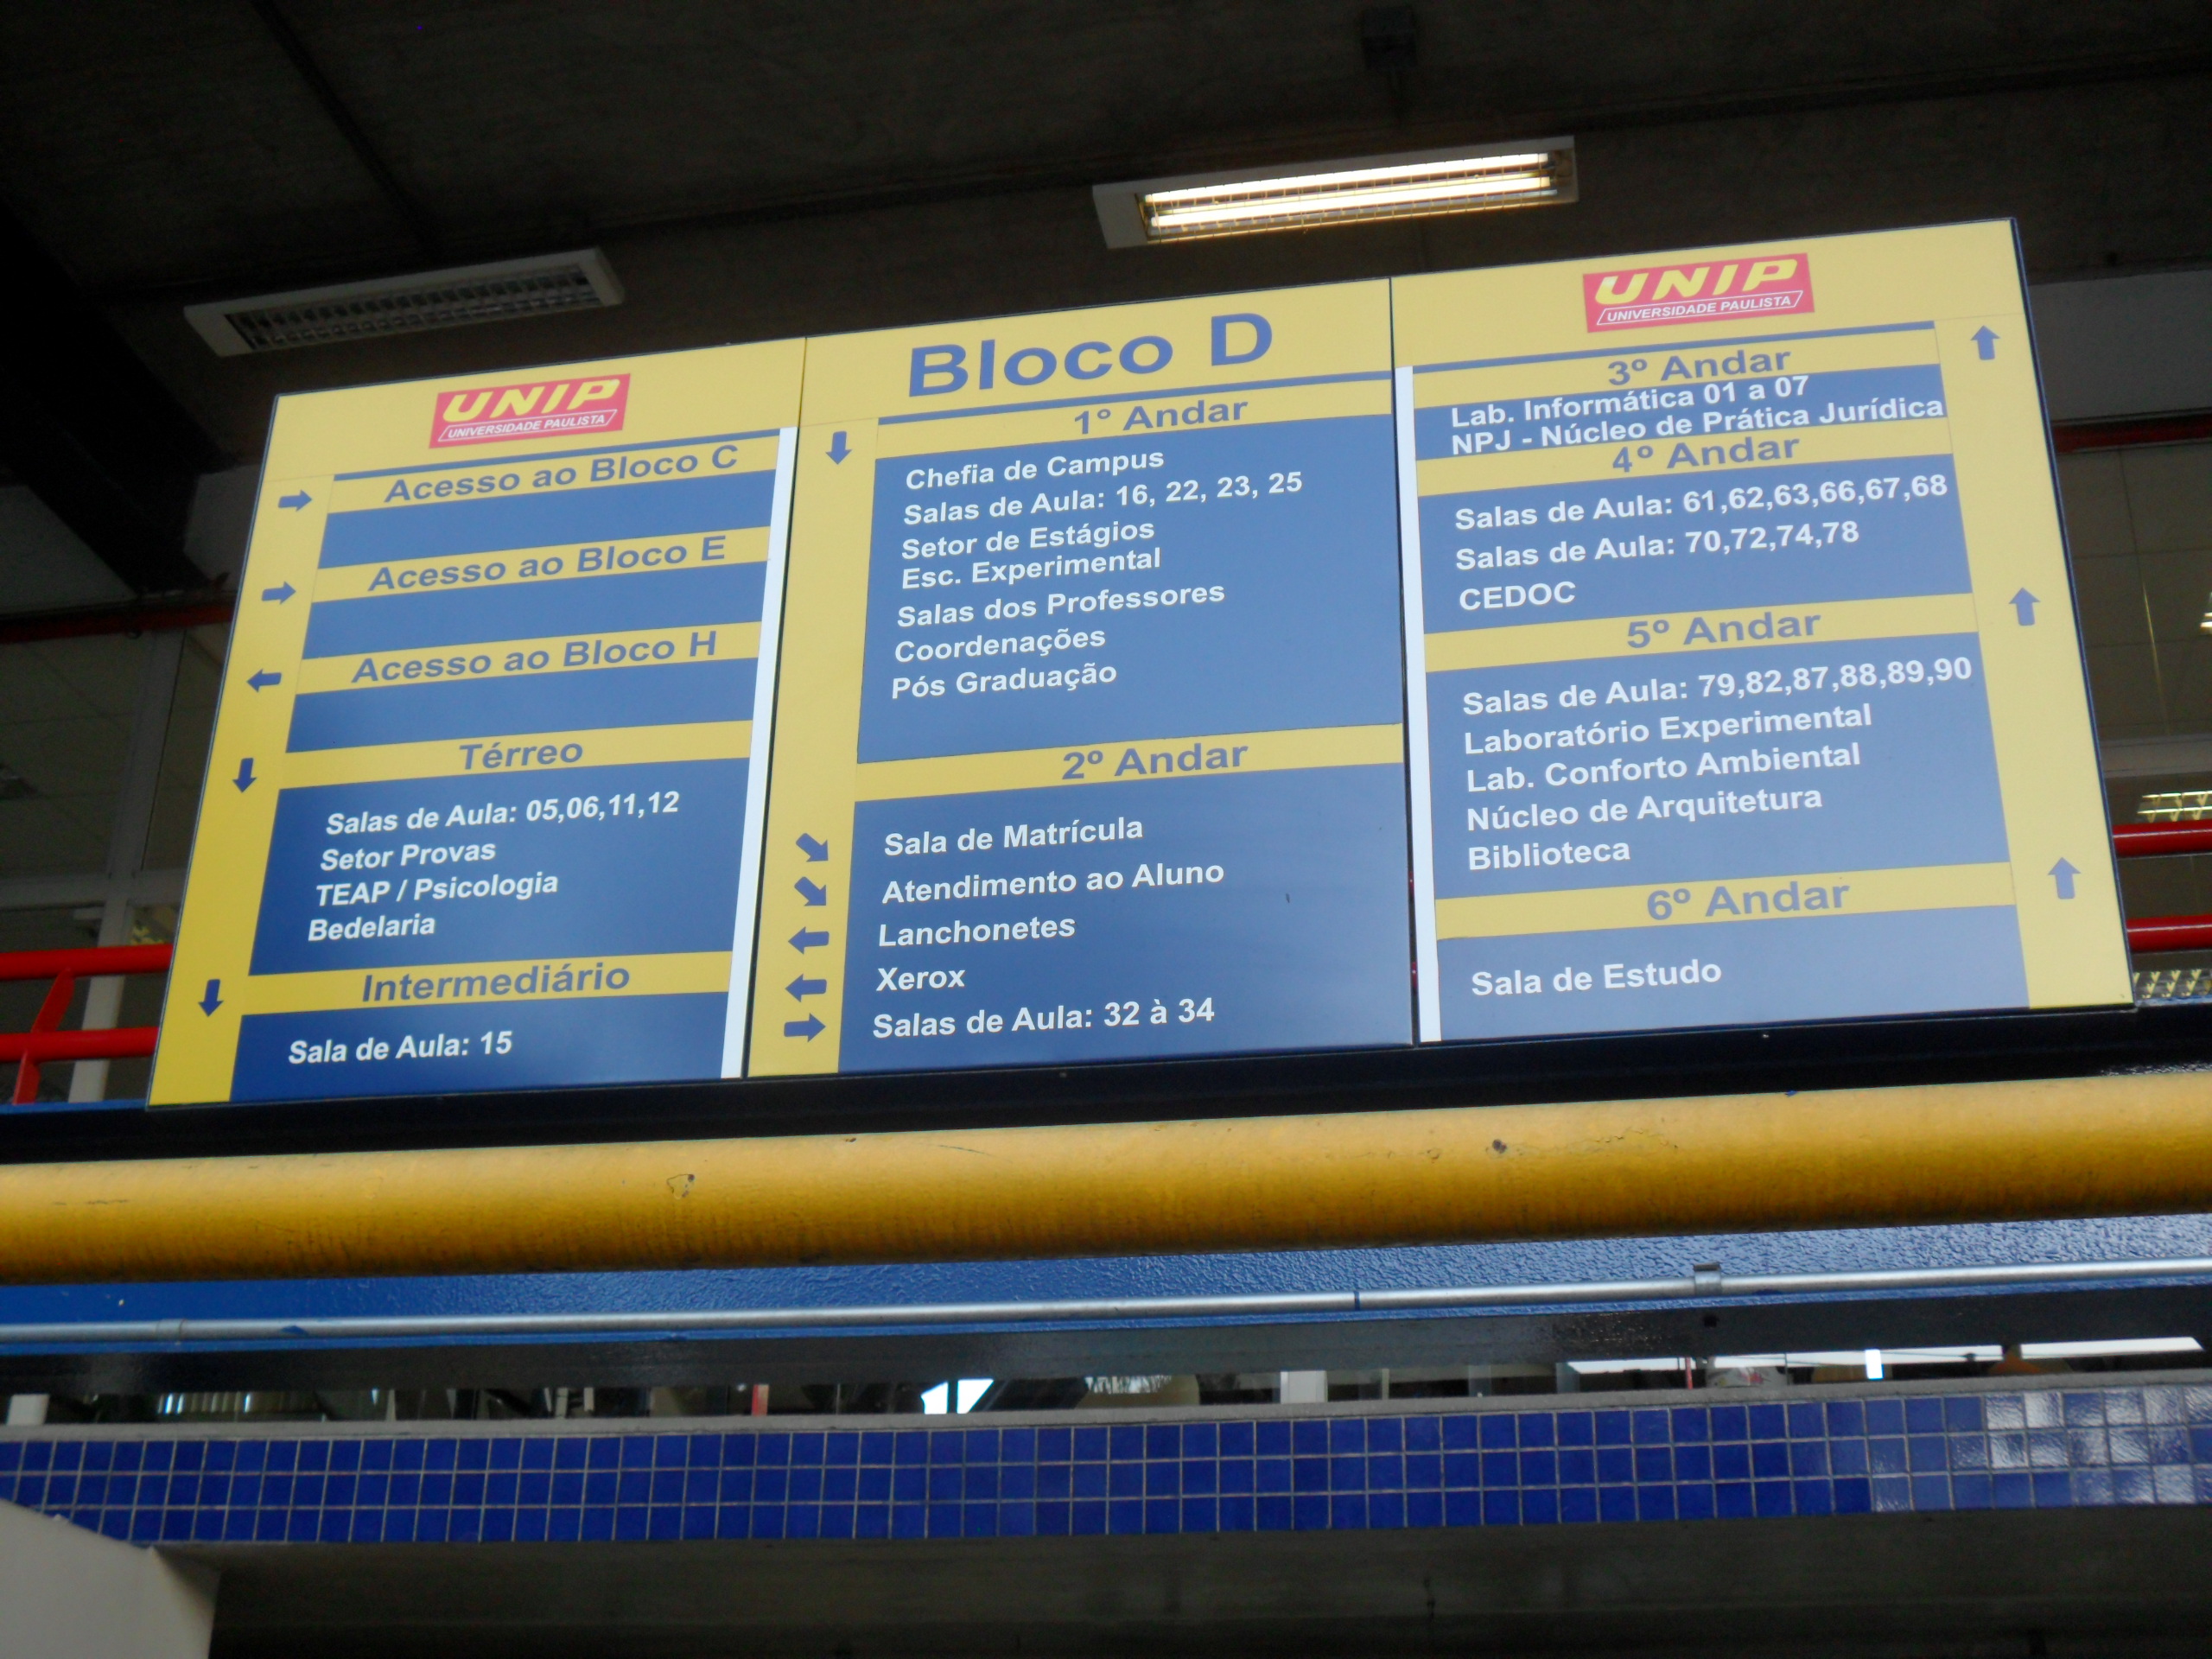 UNIP
UNIVERSIDADE PAULISTA
Acesso ao Bloco C
Acesso ao Bloco E
Acesso ao Bloco H
Térreo
Salas de Aula: 05,06,11,12
Setor Provas
TEAP / Psicologia
Bedelaria
Intermediário
Sala de Aula: 15
Bloco D
1º Andar
Chefia de Campus
Salas de Aula: 16, 22, 23, 25
Setor de Estágios
Esc. Experimental
Salas dos Professores
Coordenações
Pós Graduação
2º Andar
Sala de Matrícula
Atendimento ao Aluno
Lanchonetes
Xerox
Salas de Aula: 32 à 34
UNIP
UNIVERSIDADE PAULISTA
3º Andar
Lab. Informática 01 a 07
NPJ - Núcleo de Prática Jurídica
4º Andar
Salas de Aula: 61,62,63,66,67,68
Salas de Aula: 70,72,74,78
CEDOC
5º Andar
Salas de Aula: 79,82,87,88,89,90
Laboratório Experimental
Lab. Conforto Ambiental
Núcleo de Arquitetura
Biblioteca
6º Andar
Sala de Estudo